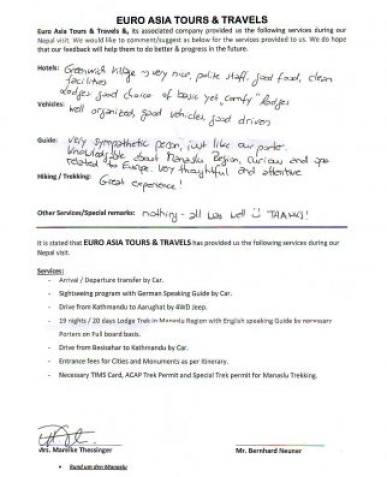 EURO ASIA TOURS & TRAVELS
Euro Asia Tours & Travels &, its associated company provided us the following services during our
Nepal visit. We would like to comment/suggest as below for the services provided to us. We do hope
that our feedback will help them to do better & progress in the future.
Hotels: Greenwich Village → very nice, polite staff, good food, clean
facilities
Lodges good choice of basic yet "comfy" lodges
Vehicles: well organized, good vehicles, good drivers
Guide: very sympathetic person, just like our porter.
knowledgable about Manaslu Region, curious and
related to Europe. Very thoughtful and attentive
Hiking / Trekking: Great experience!
Other Services/Special remarks: nothing - all was well ☺ THANKS!
It is stated that EURO ASIA TOURS & TRAVELS has provided us the following services during our
Nepal visit.
Services:
- Arrival / Departure transfer by Car.
- Sightseeing program with German Speaking Guide by Car.
- Drive from Kathmandu to Aarughat by 4WD Jeep.
- 19 nights / 20 days Lodge Trek in Manaslu Region with English speaking Guide by necessary
Porters on Full board basis.
- Drive from Besisahar to Kathmandu by Car.
- Entrance fees for Cities and Monuments as per Itinerary.
- Necessary TIMS Card, ACAP Trek Permit and Special Trek permit for Manaslu Trekking.
Mrs. Mareike Thessinger
Mr. Bernhard Neuner
• Rund um den Manaslu